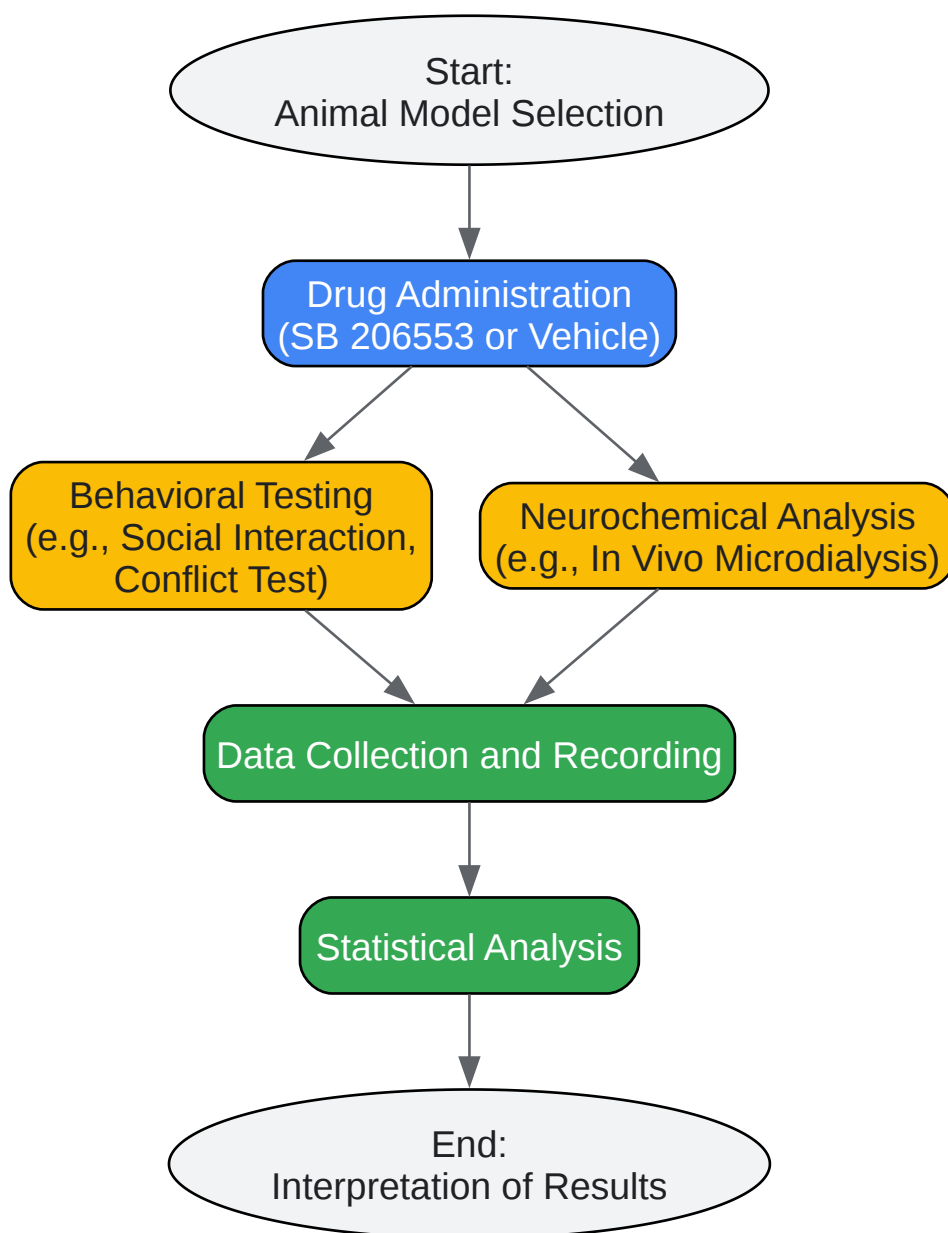 Start:
Animal Model Selection
Drug Administration
(SB 206553 or Vehicle)
Behavioral Testing
(e.g., Social Interaction,
Conflict Test)
Neurochemical Analysis
(e.g., In Vivo Microdialysis)
Data Collection and Recording
Statistical Analysis
End:
Interpretation of Results